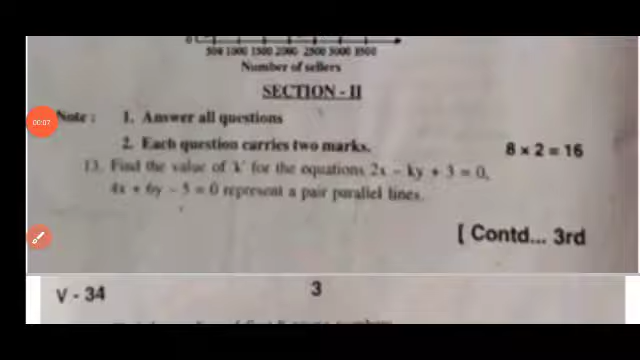 500 1000 1500 2000 2500 3000 3500
Number of sellers
SECTION - II
Note : 1. Answer all questions
2. Each question carries two marks.
8 × 2 = 16
13. Find the value of 'k' for the equations 2x – ky + 3 = 0,
4x + 6y – 5 = 0 represent a pair parallel lines.
[ Contd... 3rd
V - 34
3
00:07